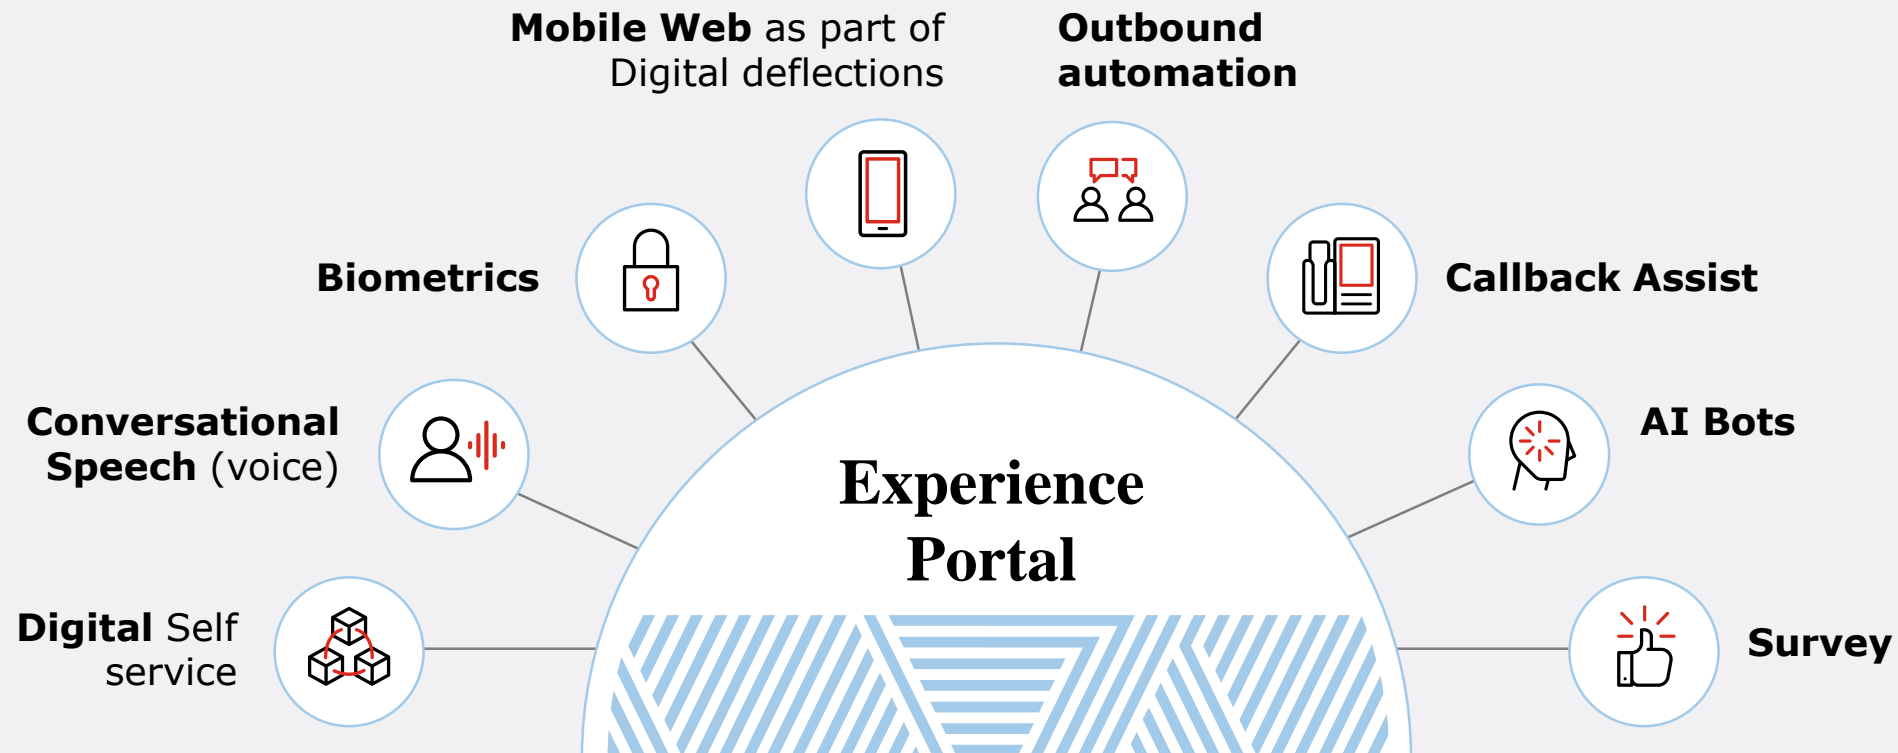 Mobile Web as part of
Digital deflections
Outbound
automation
Biometrics
Callback Assist
Conversational
Speech (voice)
AI Bots
Experience
Portal
Digital Self
service
Survey